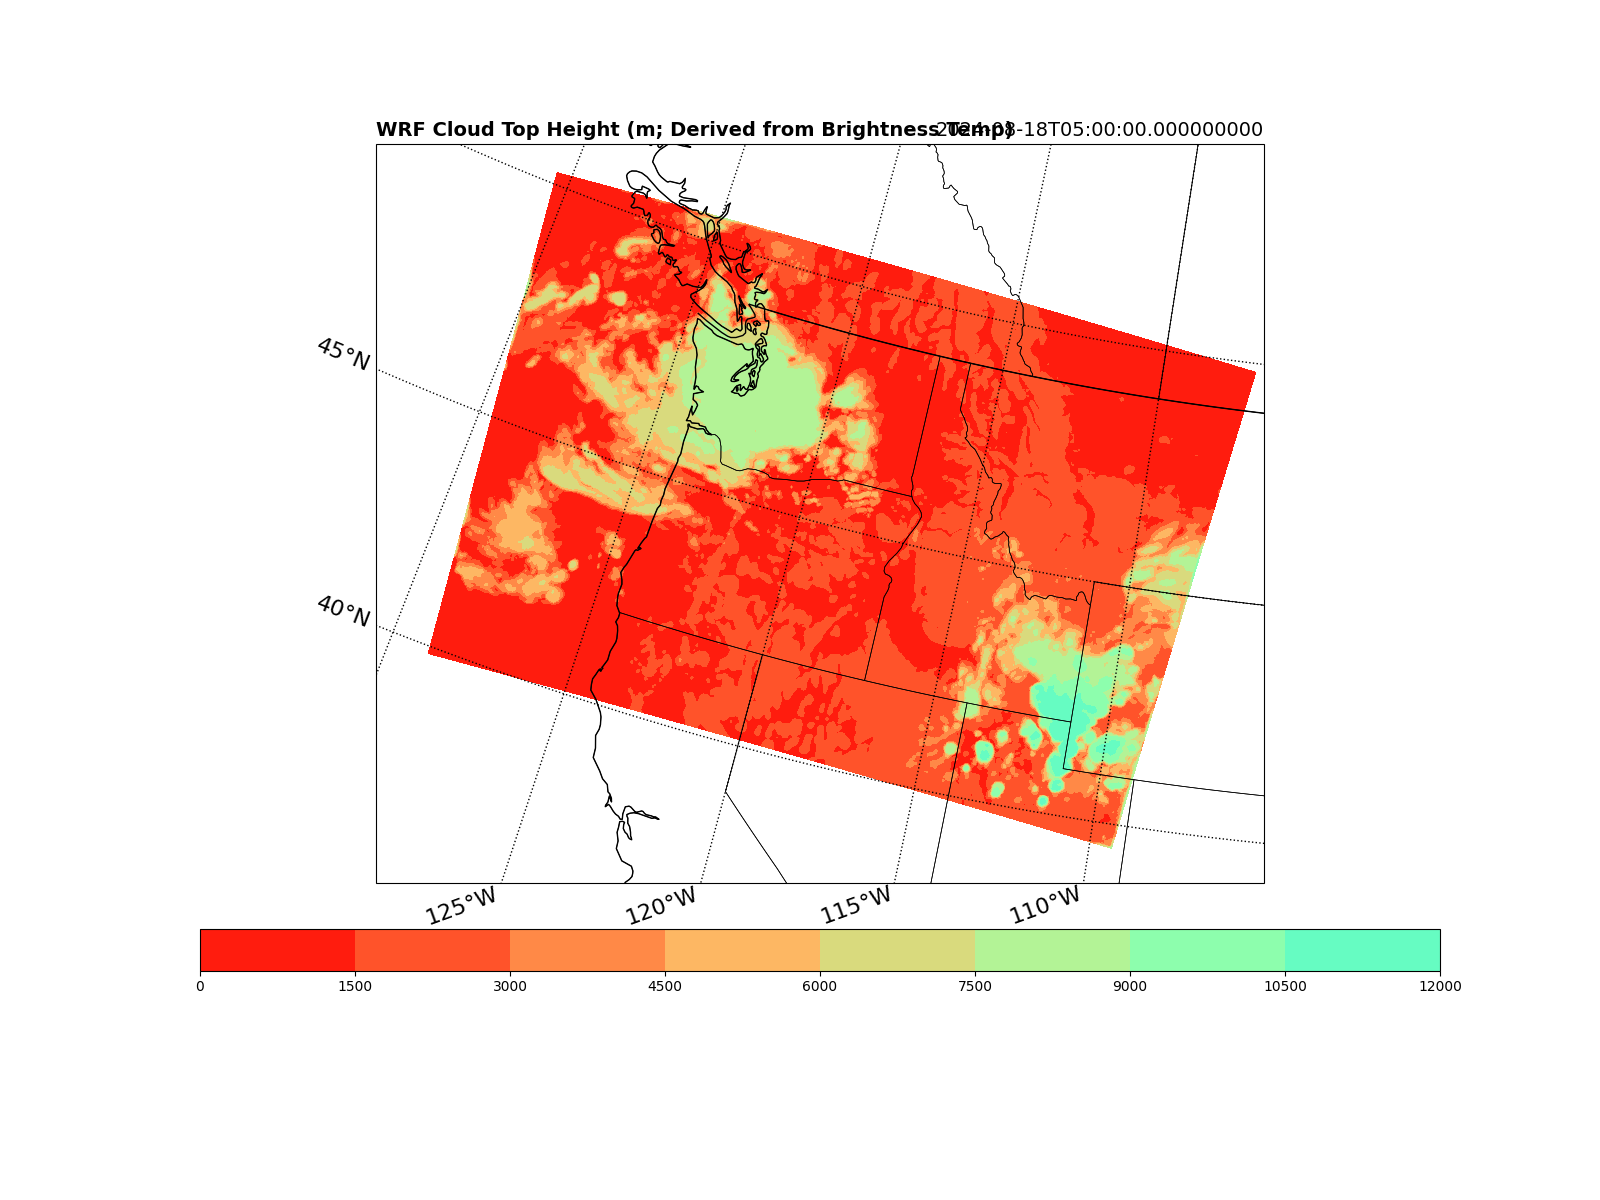 WRF Cloud Top Height (m; Derived from Brightness Temp) 2024-08-18T05:00:00.000000000
45°N
40°N
125°W 120°W 115°W 110°W
0 1500 3000 4500 6000 7500 9000 10500 12000